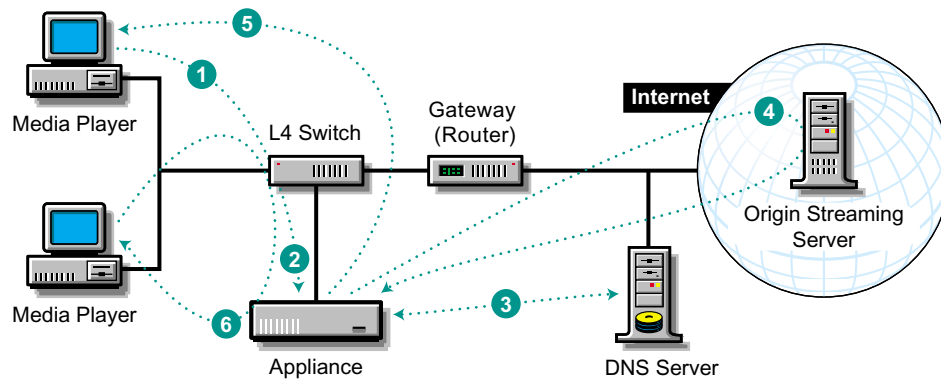 5
1
Internet
4
Media Player
Gateway
(Router)
L4 Switch
Origin Streaming
Server
2
3
Media Player
6
Appliance
DNS Server